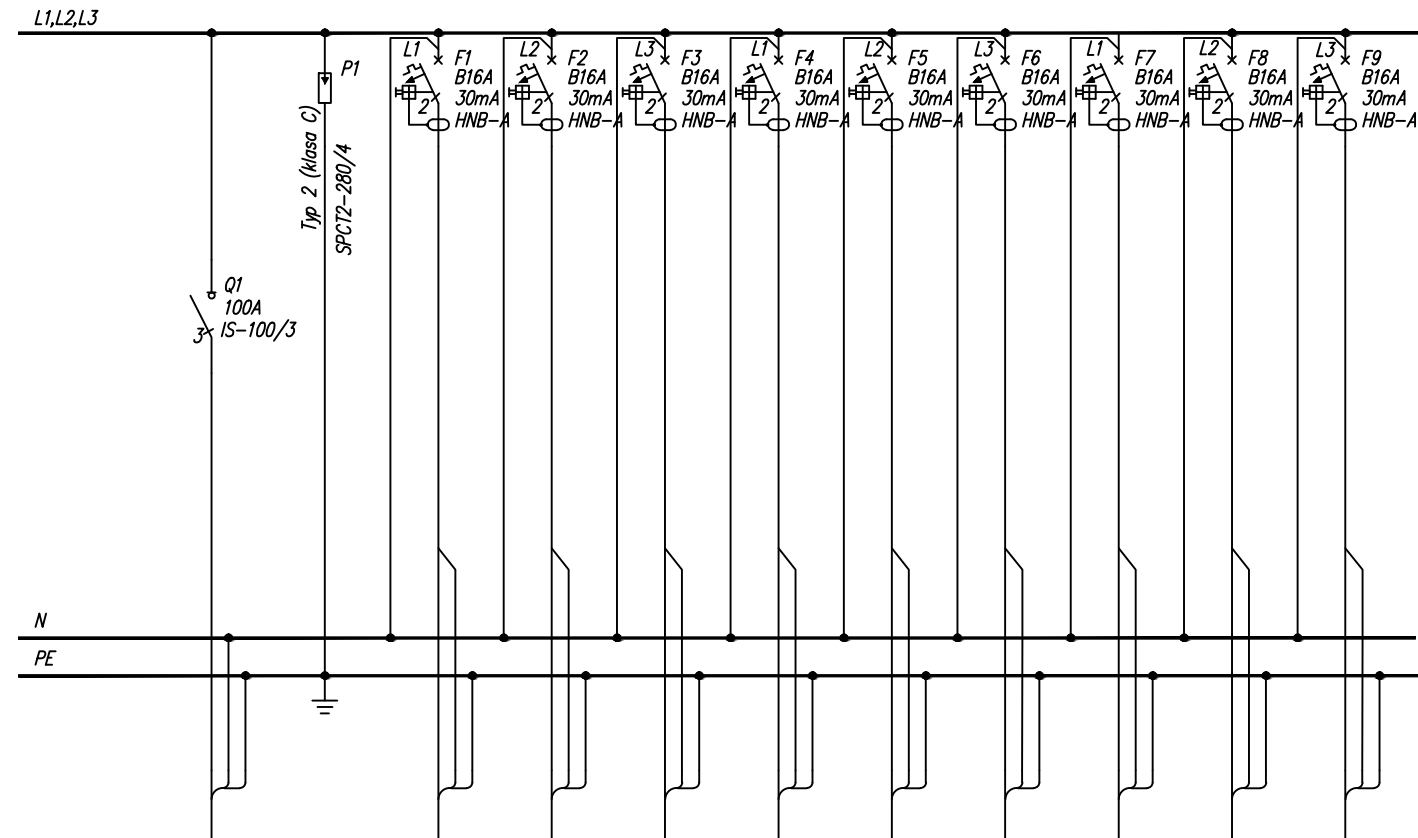 L1,L2,L3
P1
Typ 2 (klasa C)
SPCT2-280/4
Q1
100A
3 IS-100/3
L1
F1
B16A
30mA
2
HNB-A
L2
F2
B16A
30mA
2
HNB-A
L3
F3
B16A
30mA
2
HNB-A
L1
F4
B16A
30mA
2
HNB-A
L2
F5
B16A
30mA
2
HNB-A
L3
F6
B16A
30mA
2
HNB-A
L1
F7
B16A
30mA
2
HNB-A
L2
F8
B16A
30mA
2
HNB-A
L3
F9
B16A
30mA
2
HNB-A
N
PE